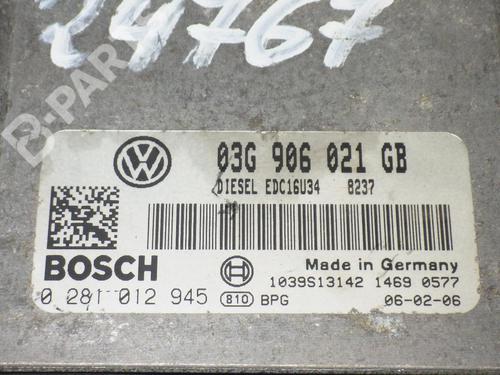 24767
B-PARTS
03G 906 021 GB
DIESEL EDC16U34 8237
BOSCH
Made in Germany
1039S13142 1469 0577
0 281 012 945 B10 BPG 06-02-06